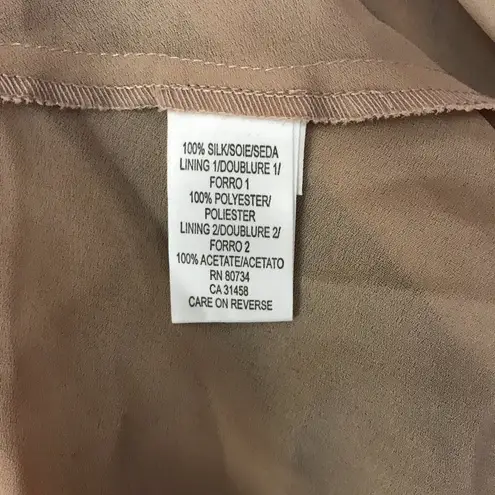 100% SILK/SOIE/SEDA
LINING 1/DOUBLURE 1/
FORRO 1
100% POLYESTER/
POLIESTER
LINING 2/DOUBLURE 2/
FORRO 2
100% ACETATE/ACETATO
RN 80734
CA 31458
CARE ON REVERSE